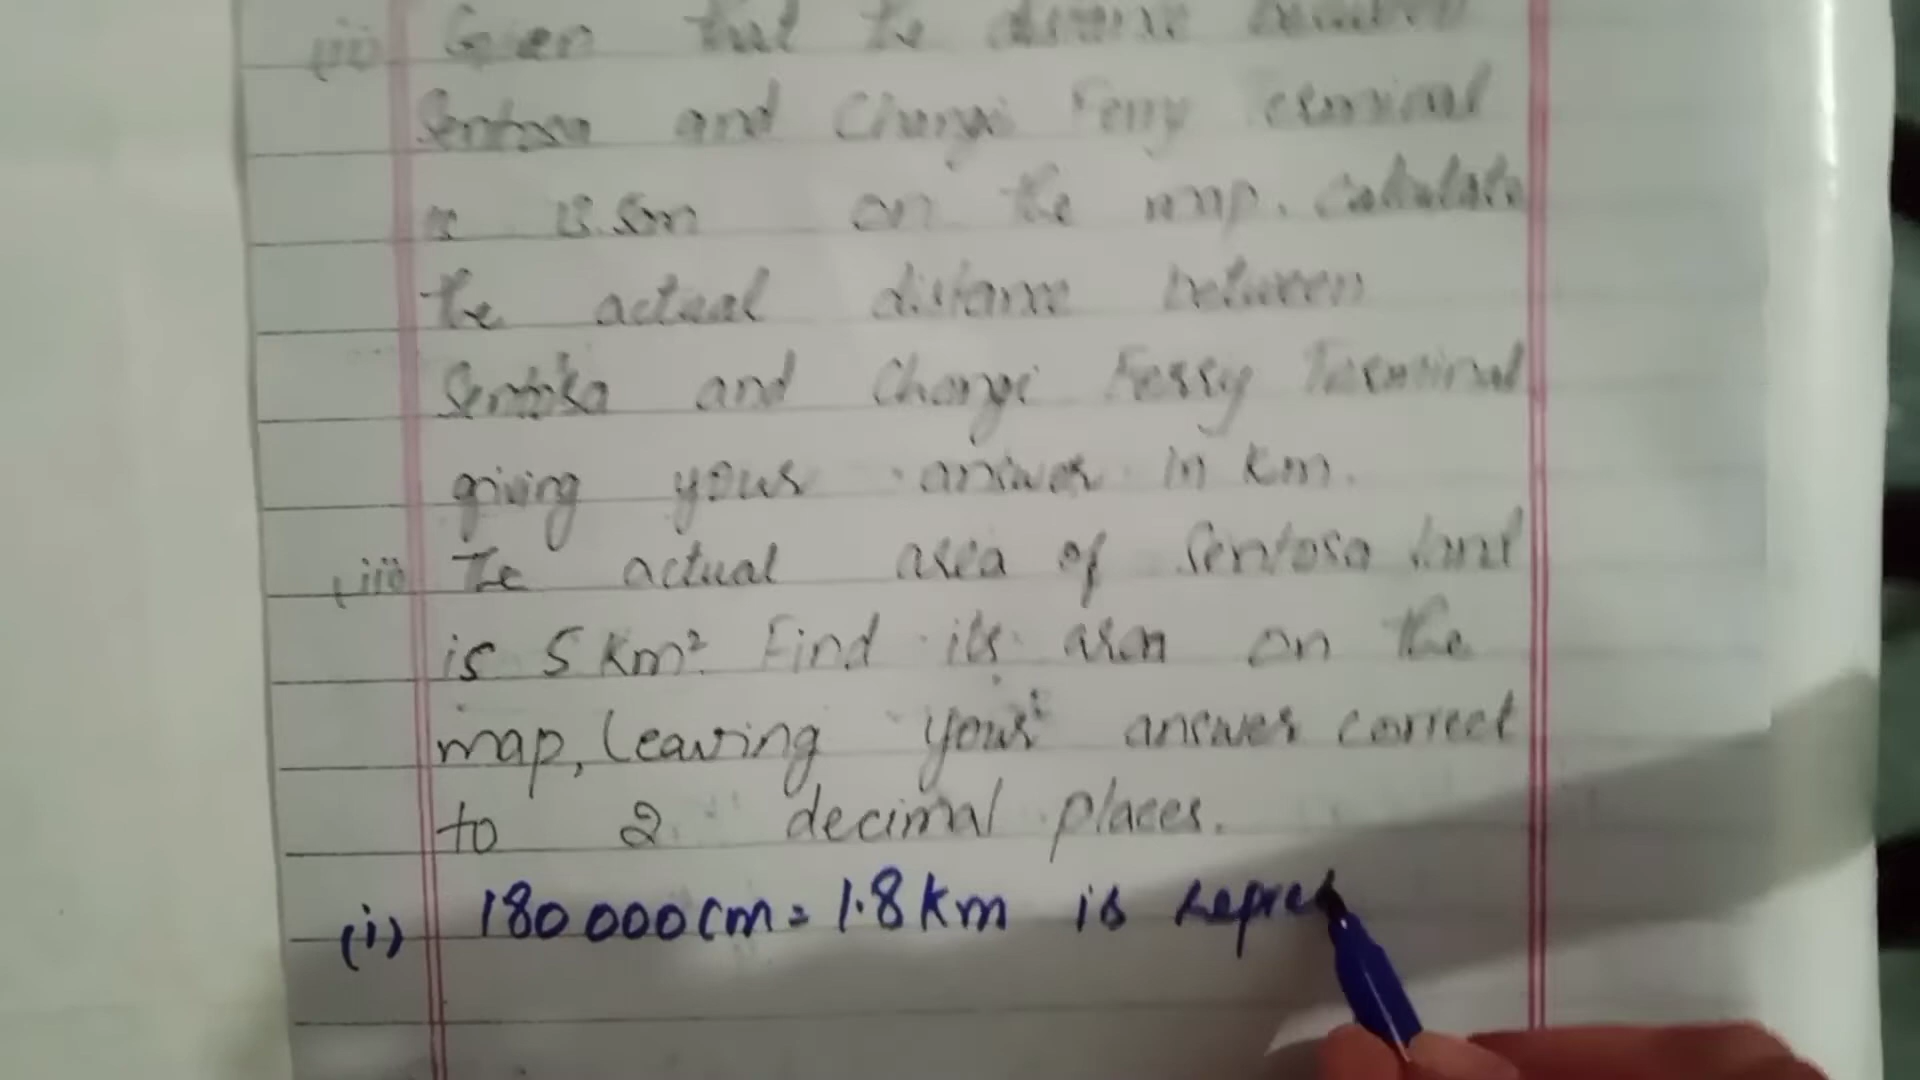 (ii) Given that the distance between
Sentosa and Changi Ferry Terminal
is 13.5cm on the map. Calculate
the actual distance between
Sentosa and Changi Ferry Terminal
giving your answer in km.
(iii) The actual area of Sentosa land
is 5 km². Find its area on the
map, leaving your answer correct
to 2 decimal places.
(i) 180 000cm = 1.8 km is repres